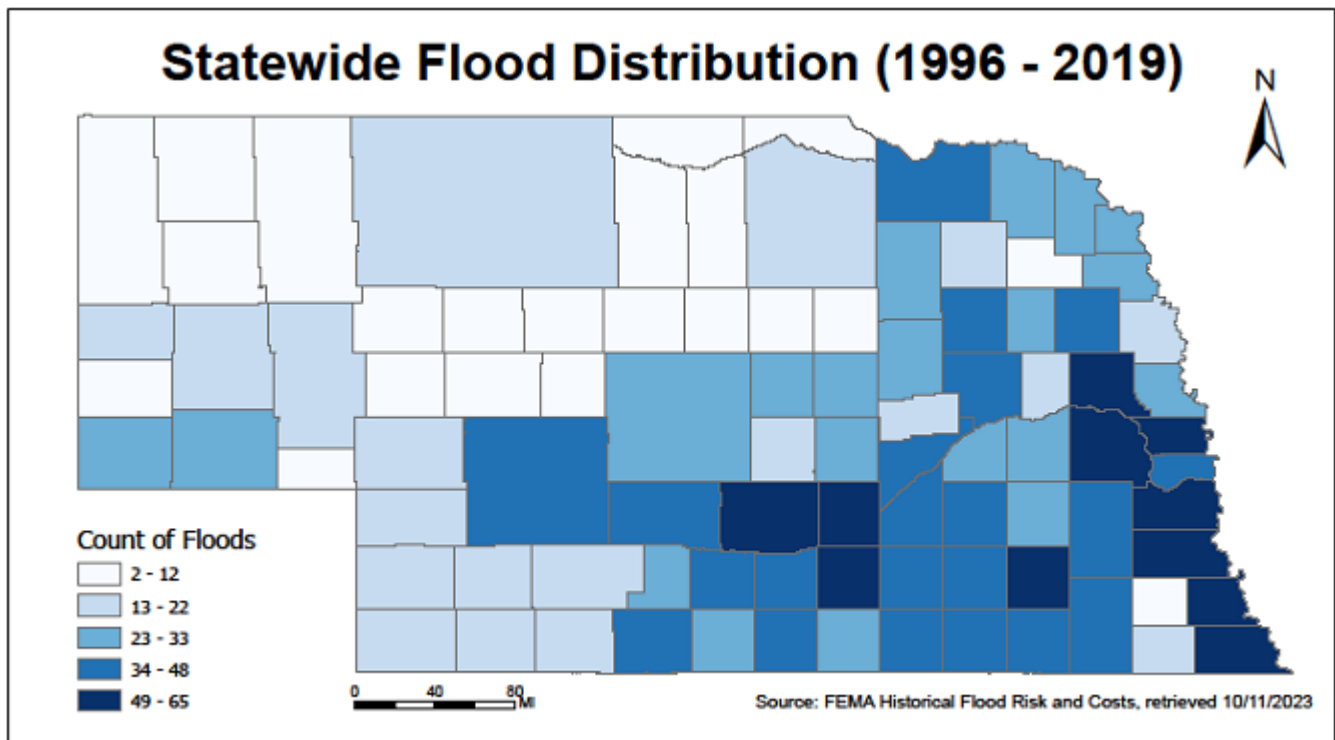 Statewide Flood Distribution (1996 - 2019)
N
Count of Floods
2 - 12
13 - 22
23 - 33
34 - 48
49 - 65
0 40 80
MI
Source: FEMA Historical Flood Risk and Costs, retrieved 10/11/2023